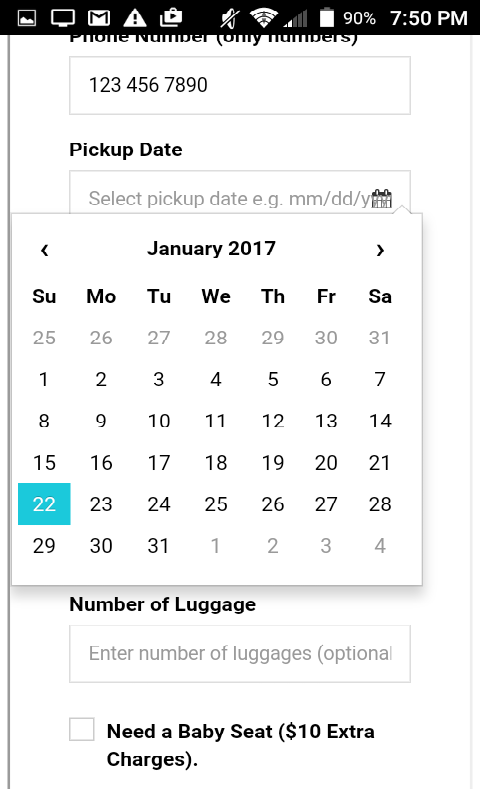 90% 7:50 PM
Phone Number (only numbers)
123 456 7890
Pickup Date
Select pickup date e.g. mm/dd/y
‹ January 2017 ›
Su Mo Tu We Th Fr Sa
25 26 27 28 29 30 31
1 2 3 4 5 6 7
8 9 10 11 12 13 14
15 16 17 18 19 20 21
22 23 24 25 26 27 28
29 30 31 1 2 3 4
Number of Luggage
Enter number of luggages (optional
Need a Baby Seat ($10 Extra
Charges).